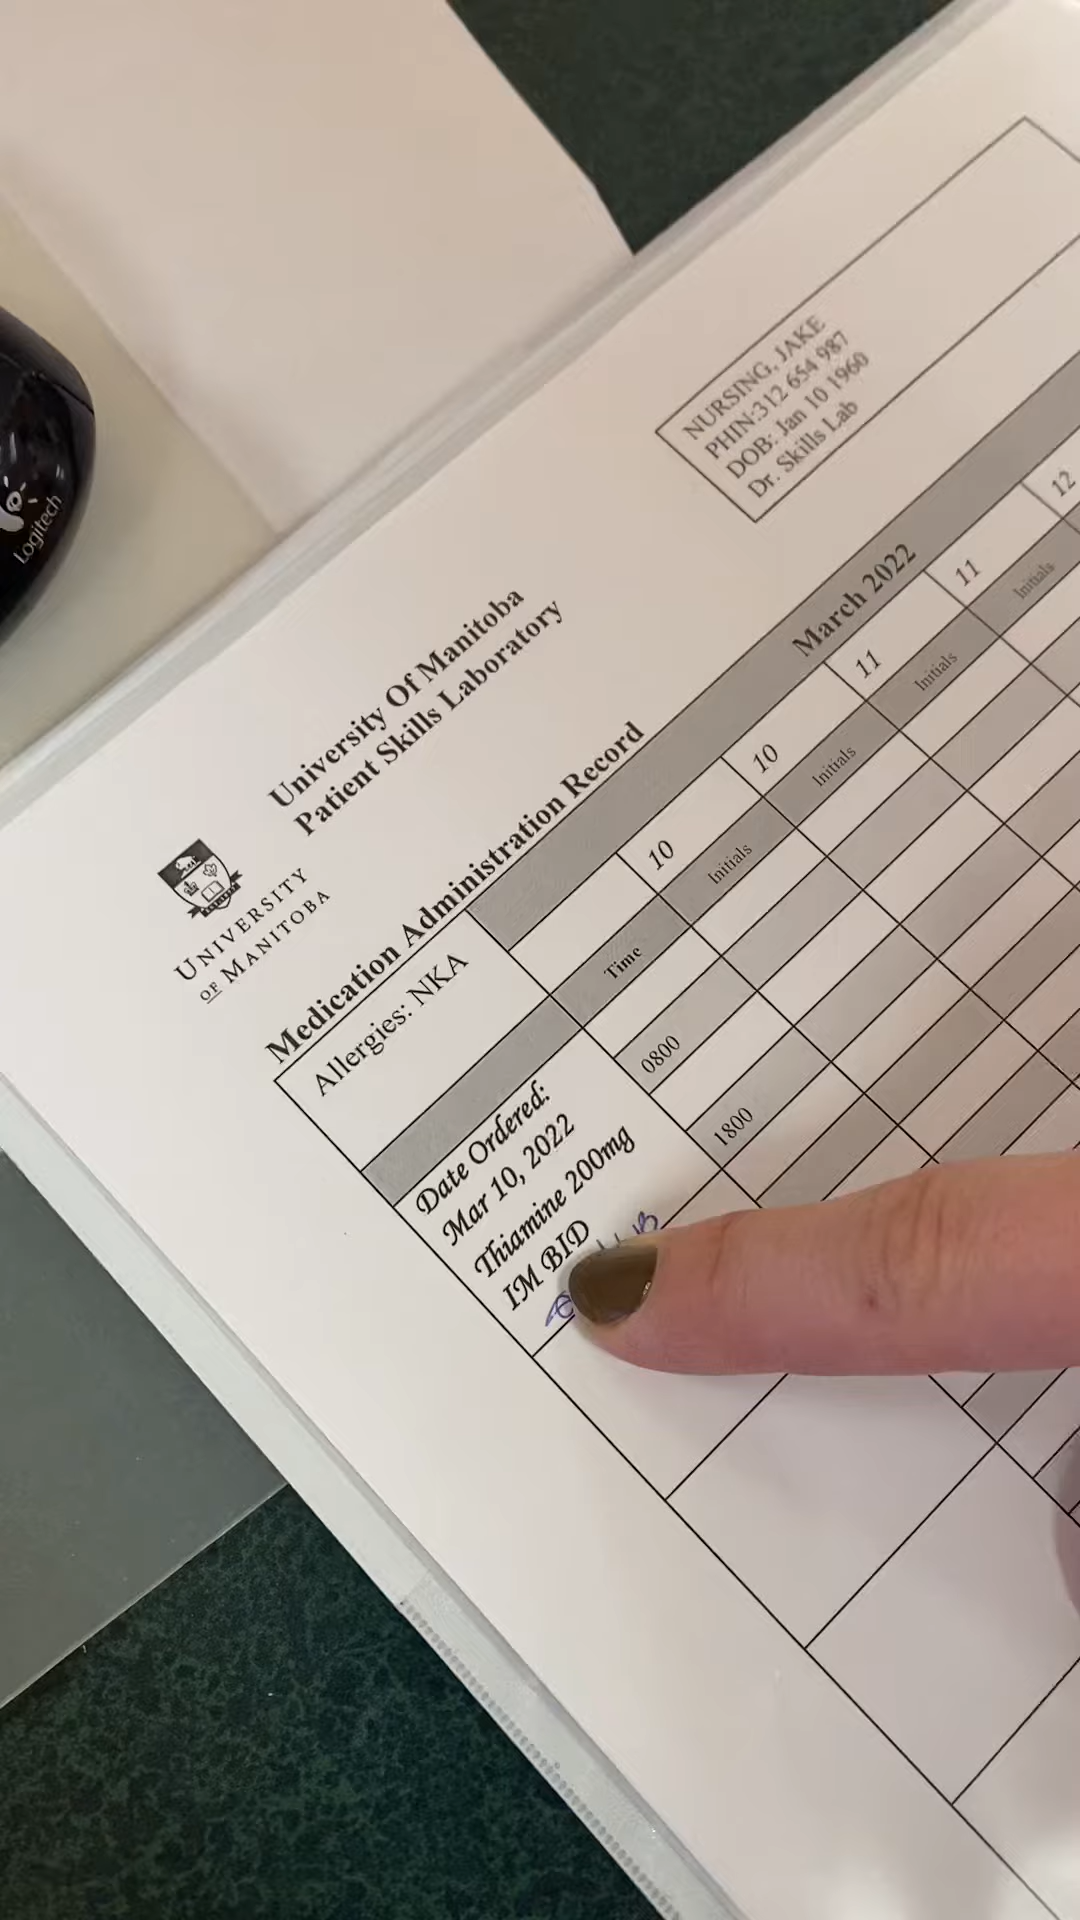 Logitech
NURSING, JAKE
PHIN:312 654 987
DOB: Jan 10 1960
Dr. Skills Lab
University Of Manitoba
Patient Skills Laboratory
UNIVERSITY
OF MANITOBA
Medication Administration Record
March 2022
Allergies: NKA
10 10 11 11 12
Time Initials Initials Initials Initials
Date Ordered:
Mar 10, 2022
Thiamine 200mg
IM BID
0800
1800